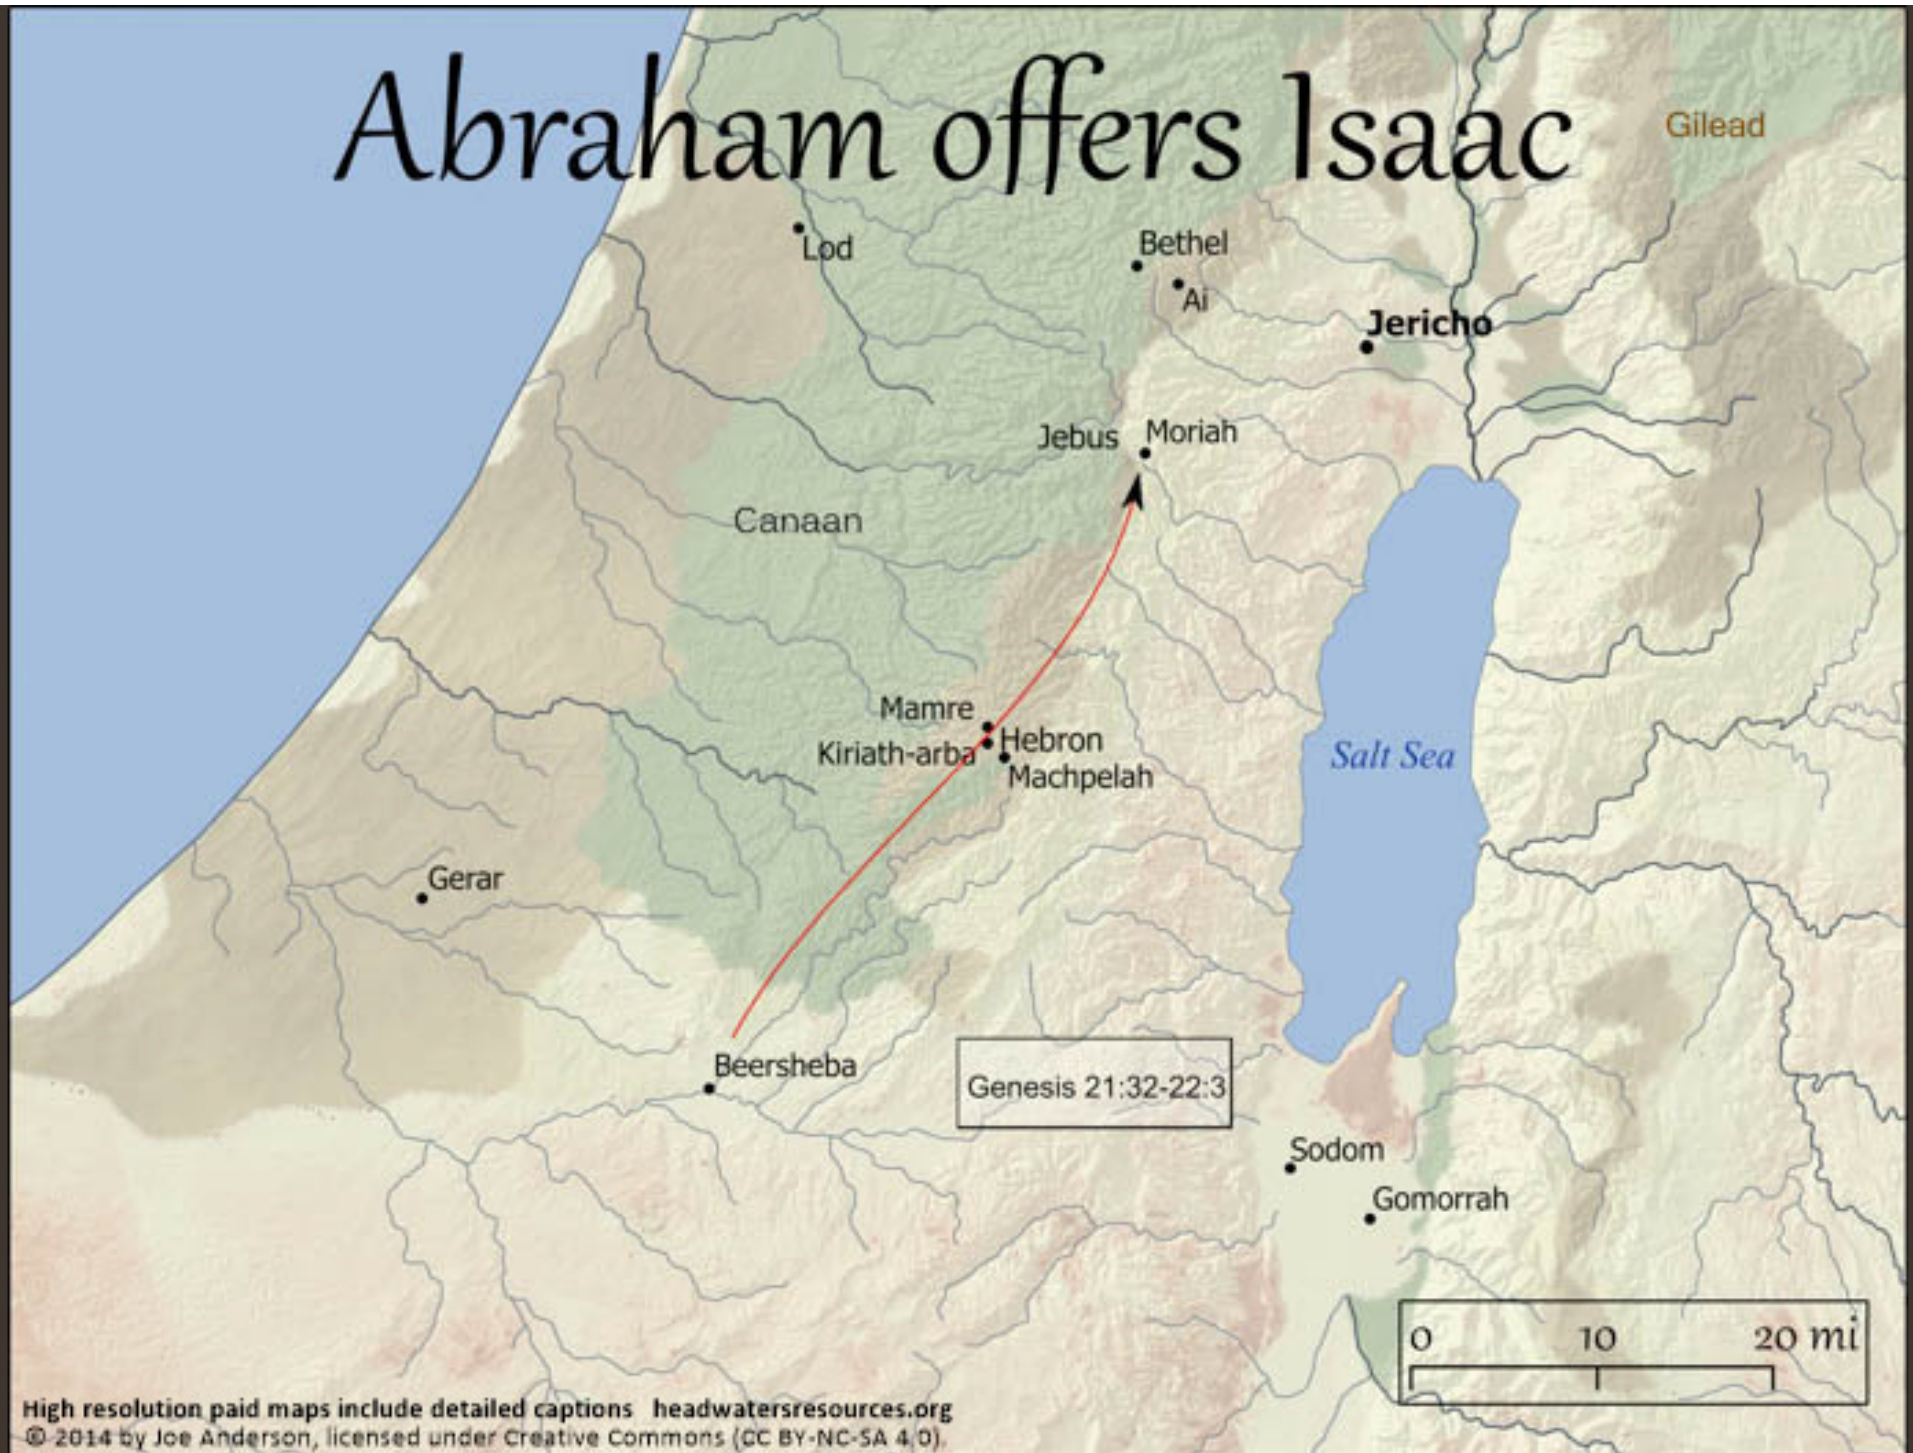 Abraham offers Isaac
Gilead
Lod
Bethel
Ai
Jericho
Jebus
Moriah
Canaan
Mamre
Kiriath-arba
Hebron
Machpelah
Salt Sea
Gerar
Beersheba
Genesis 21:32-22:3
Sodom
Gomorrah
0 10 20 mi
High resolution paid maps include detailed captions headwatersresources.org
© 2014 by Joe Anderson, licensed under Creative Commons (CC BY-NC-SA 4.0).